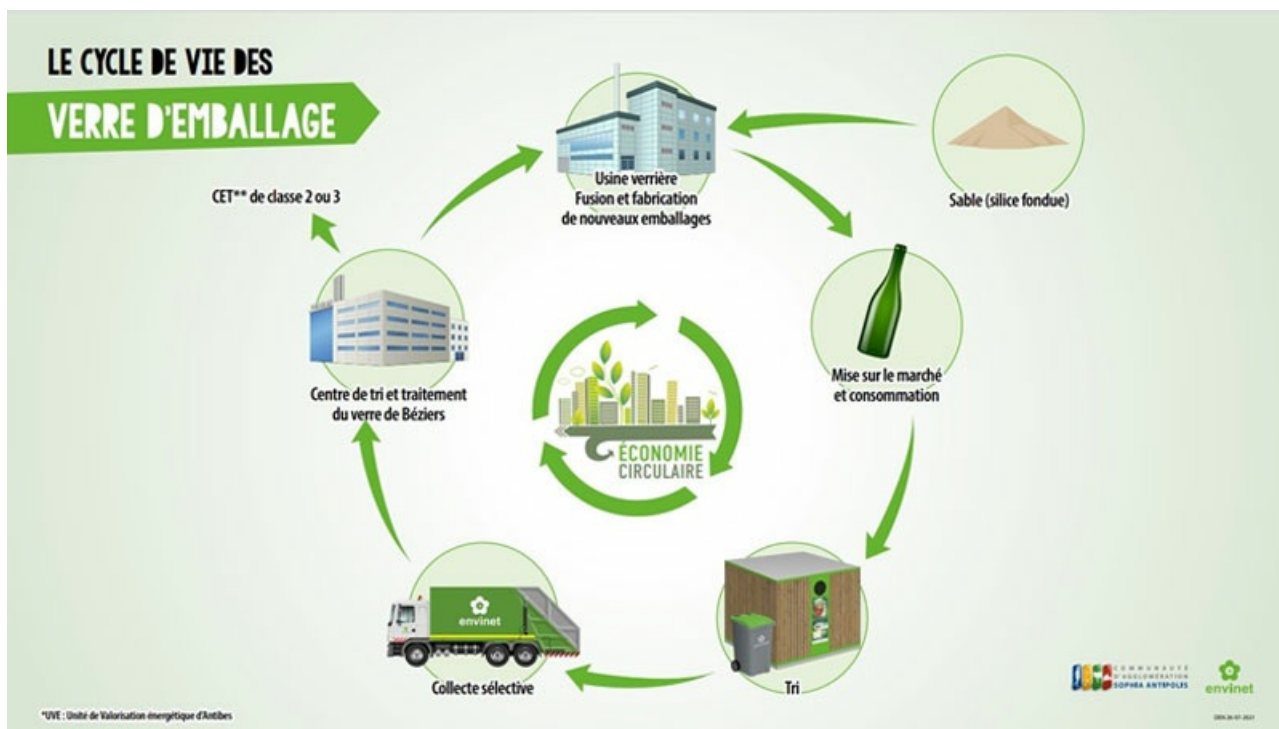 LE CYCLE DE VIE DES
VERRE D'EMBALLAGE
Usine verrière
Fusion et fabrication
de nouveaux emballages
Sable (silice fondue)
CET** de classe 2 ou 3
Centre de tri et traitement
du verre de Béziers
Mise sur le marché
et consommation
ÉCONOMIE
CIRCULAIRE
envinet
Collecte sélective
Tri
COMMUNAUTÉ
D'AGGLOMÉRATION
SOPHIA ANTIPOLIS
envinet
*UVE : Unité de Valorisation énergétique d'Antibes